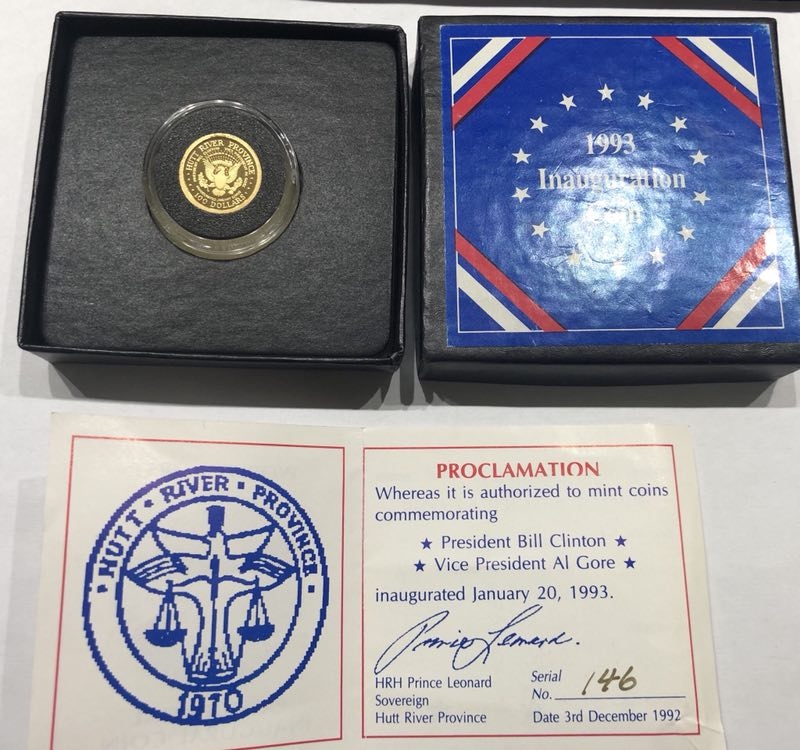 HUTT RIVER PROVINCE
100 DOLLARS
1993
Inauguration
HUTT • RIVER • PROVINCE
1970
PROCLAMATION
Whereas it is authorized to mint coins
commemorating
★ President Bill Clinton ★
★ Vice President Al Gore ★
inaugurated January 20, 1993.
Prince Leonard.
HRH Prince Leonard
Sovereign
Hutt River Province
Serial
No. 146
Date 3rd December 1992